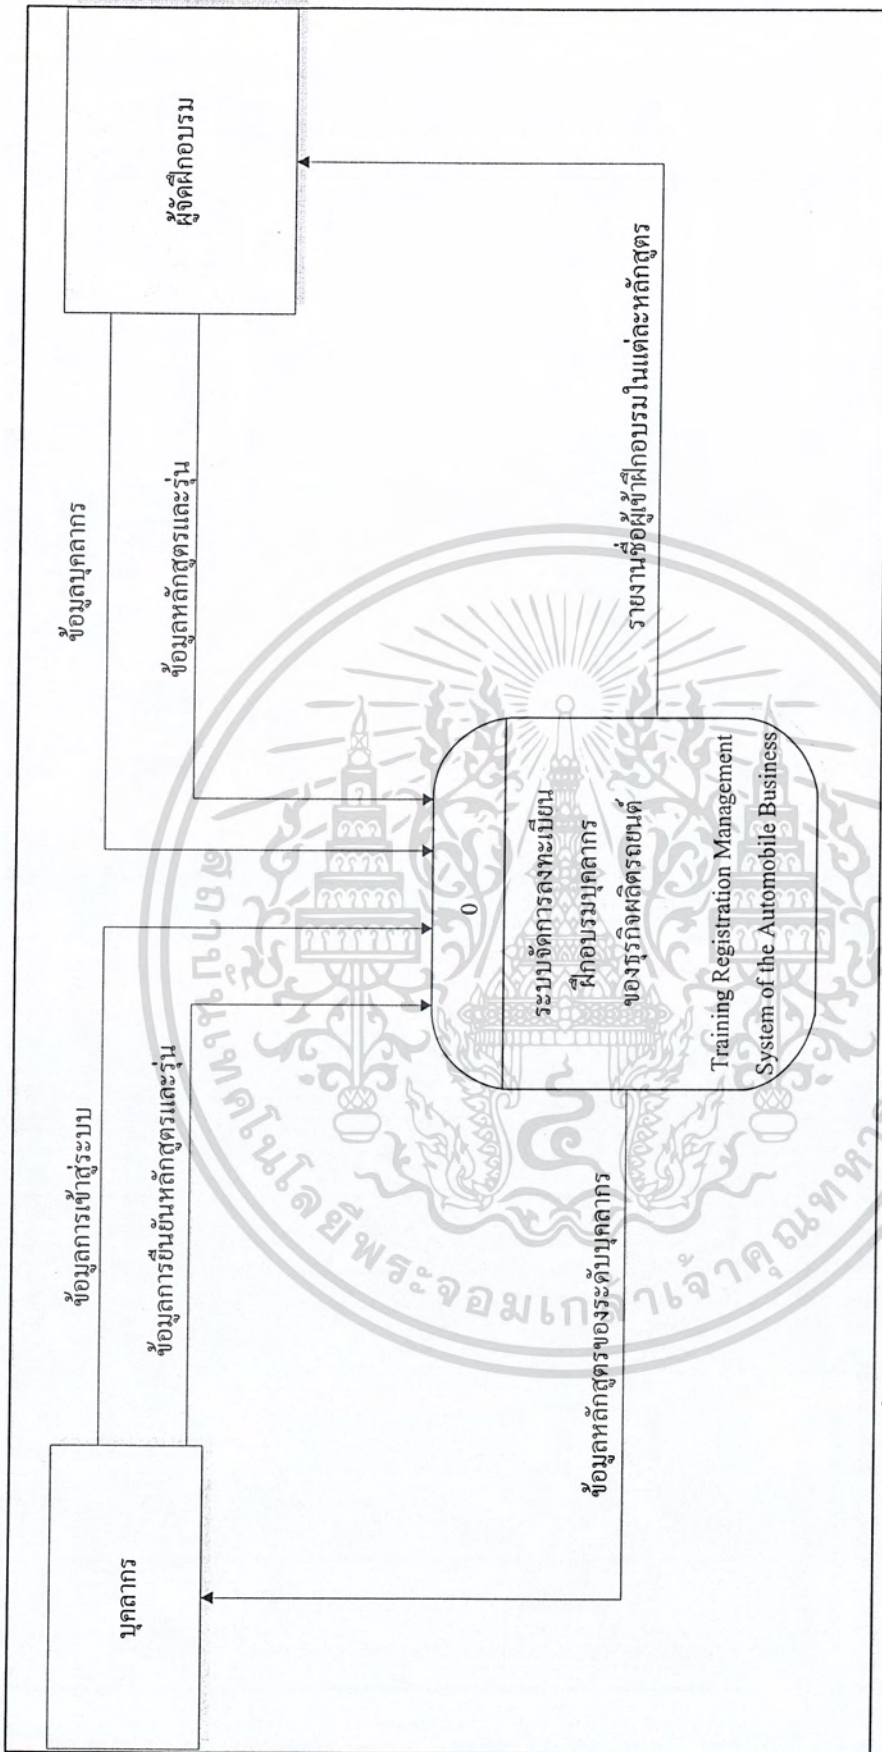 บุคลากร
ผู้จัดฝึกอบรม
ข้อมูลการเข้าสู่ระบบ
ข้อมูลการยืนยันหลักสูตรและรุ่น
ข้อมูลบุคลากร
ข้อมูลหลักสูตรและรุ่น
0
ระบบจัดการลงทะเบียน
ฝึกอบรมบุคลากร
ของธุรกิจผลิตรถยนต์
Training Registration Management
System of the Automobile Business
ข้อมูลหลักสูตรของระดับบุคลากร
รายงานชื่อผู้เข้าฝึกอบรมในแต่ละหลักสูตร